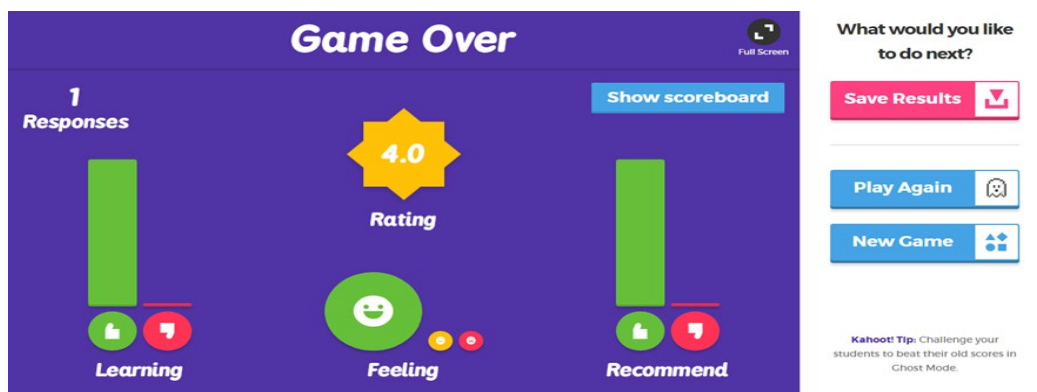 Game Over
Full Screen
1
Responses
Show scoreboard
4.0
Rating
Learning
Feeling
Recommend
What would you like
to do next?
Save Results
Play Again
New Game
Kahoot! Tip: Challenge your
students to beat their old scores in
Ghost Mode.